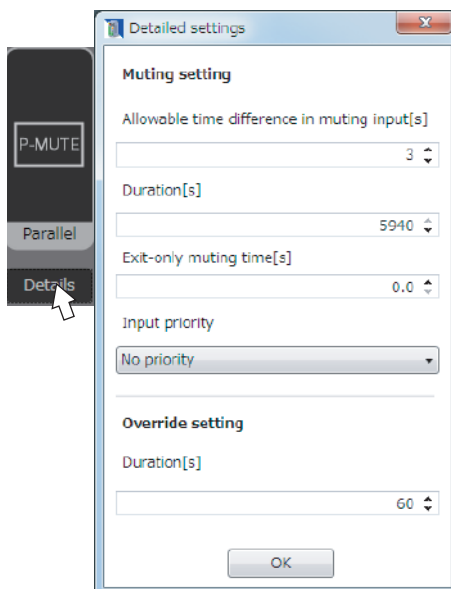 Detailed settings
Muting setting
Allowable time difference in muting input[s]
3
Duration[s]
5940
Exit-only muting time[s]
0.0
Input priority
No priority
Override setting
Duration[s]
60
OK
P-MUTE
Parallel
Details